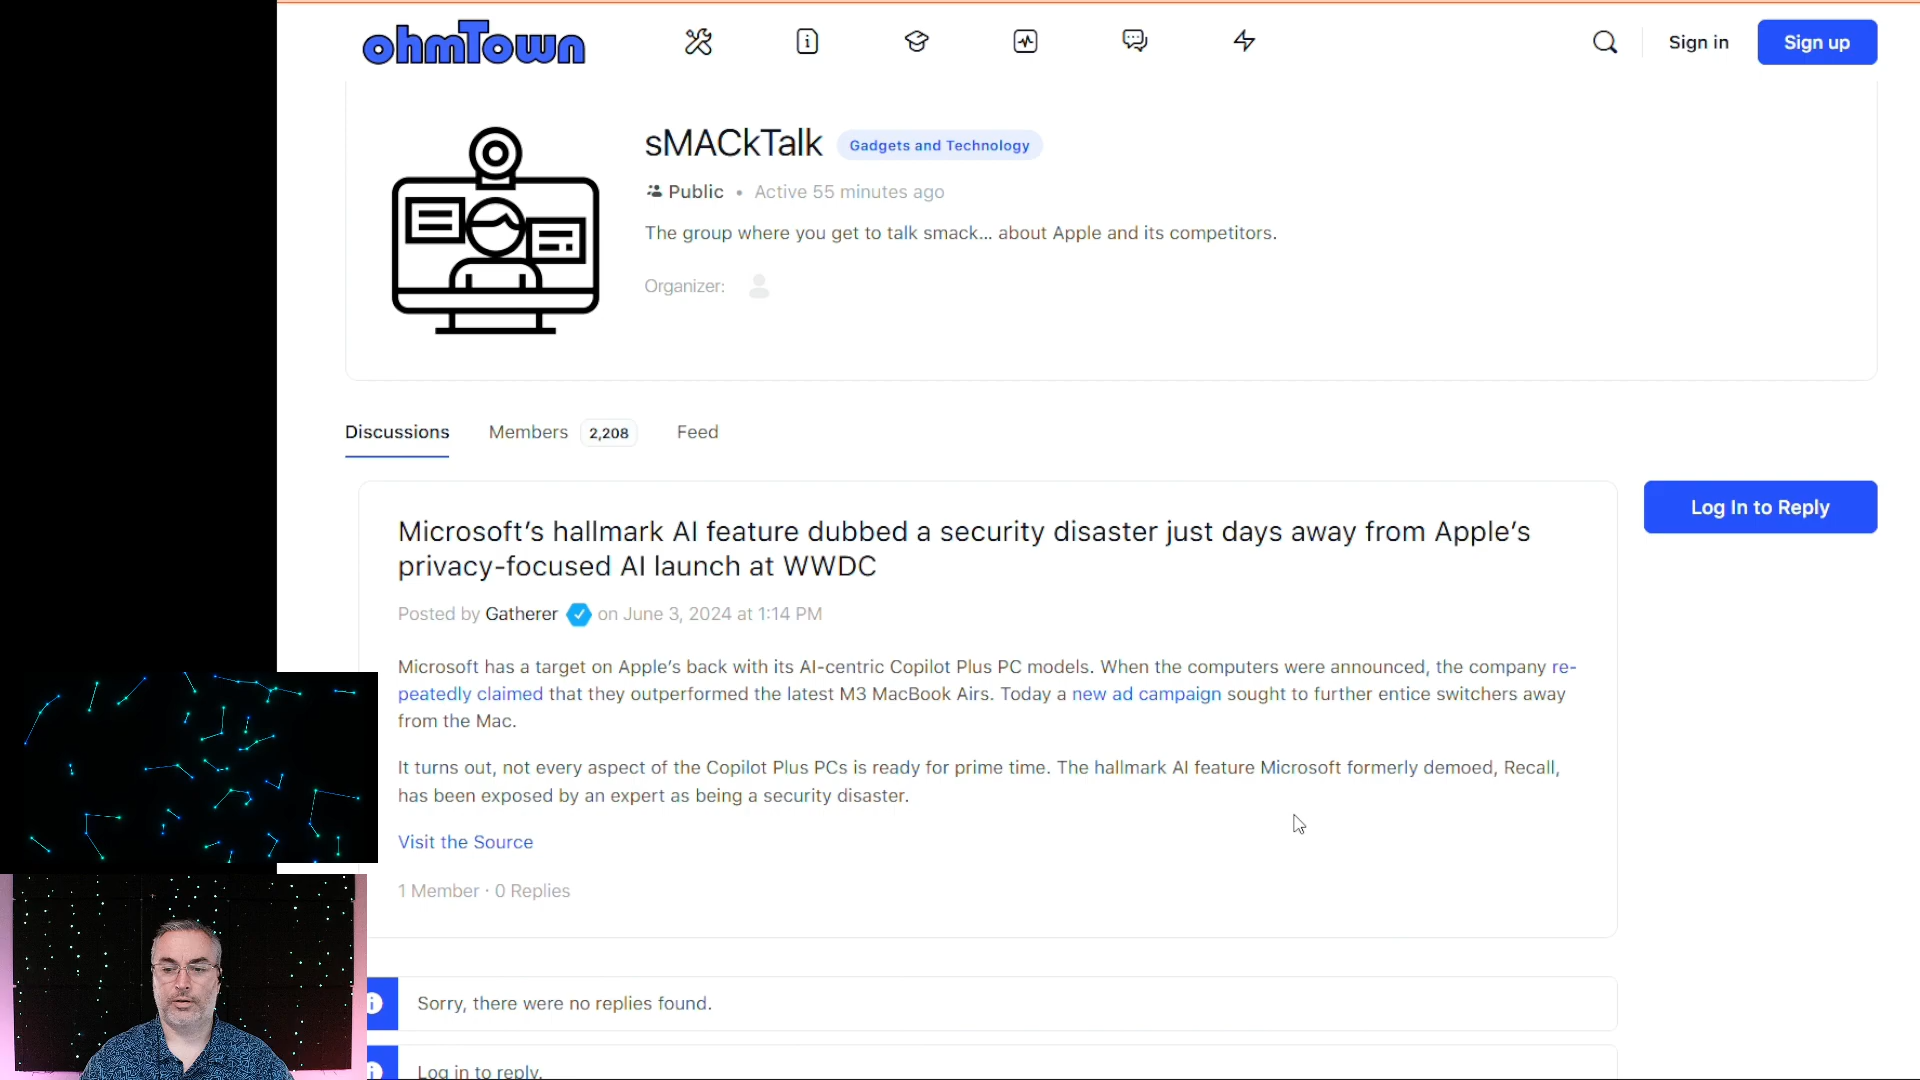 ohmTown
Sign in
Sign up
sMACkTalk
Gadgets and Technology
Public • Active 55 minutes ago
The group where you get to talk smack... about Apple and its competitors.
Organizer:
Discussions
Members 2,208
Feed
Log In to Reply
Microsoft's hallmark AI feature dubbed a security disaster just days away from Apple's
privacy-focused AI launch at WWDC
Posted by Gatherer on June 3, 2024 at 1:14 PM
Microsoft has a target on Apple's back with its AI-centric Copilot Plus PC models. When the computers were announced, the company re-
peatedly claimed that they outperformed the latest M3 MacBook Airs. Today a new ad campaign sought to further entice switchers away
from the Mac.
It turns out, not every aspect of the Copilot Plus PCs is ready for prime time. The hallmark AI feature Microsoft formerly demoed, Recall,
has been exposed by an expert as being a security disaster.
Visit the Source
1 Member · 0 Replies
Sorry, there were no replies found.
Log in to reply.